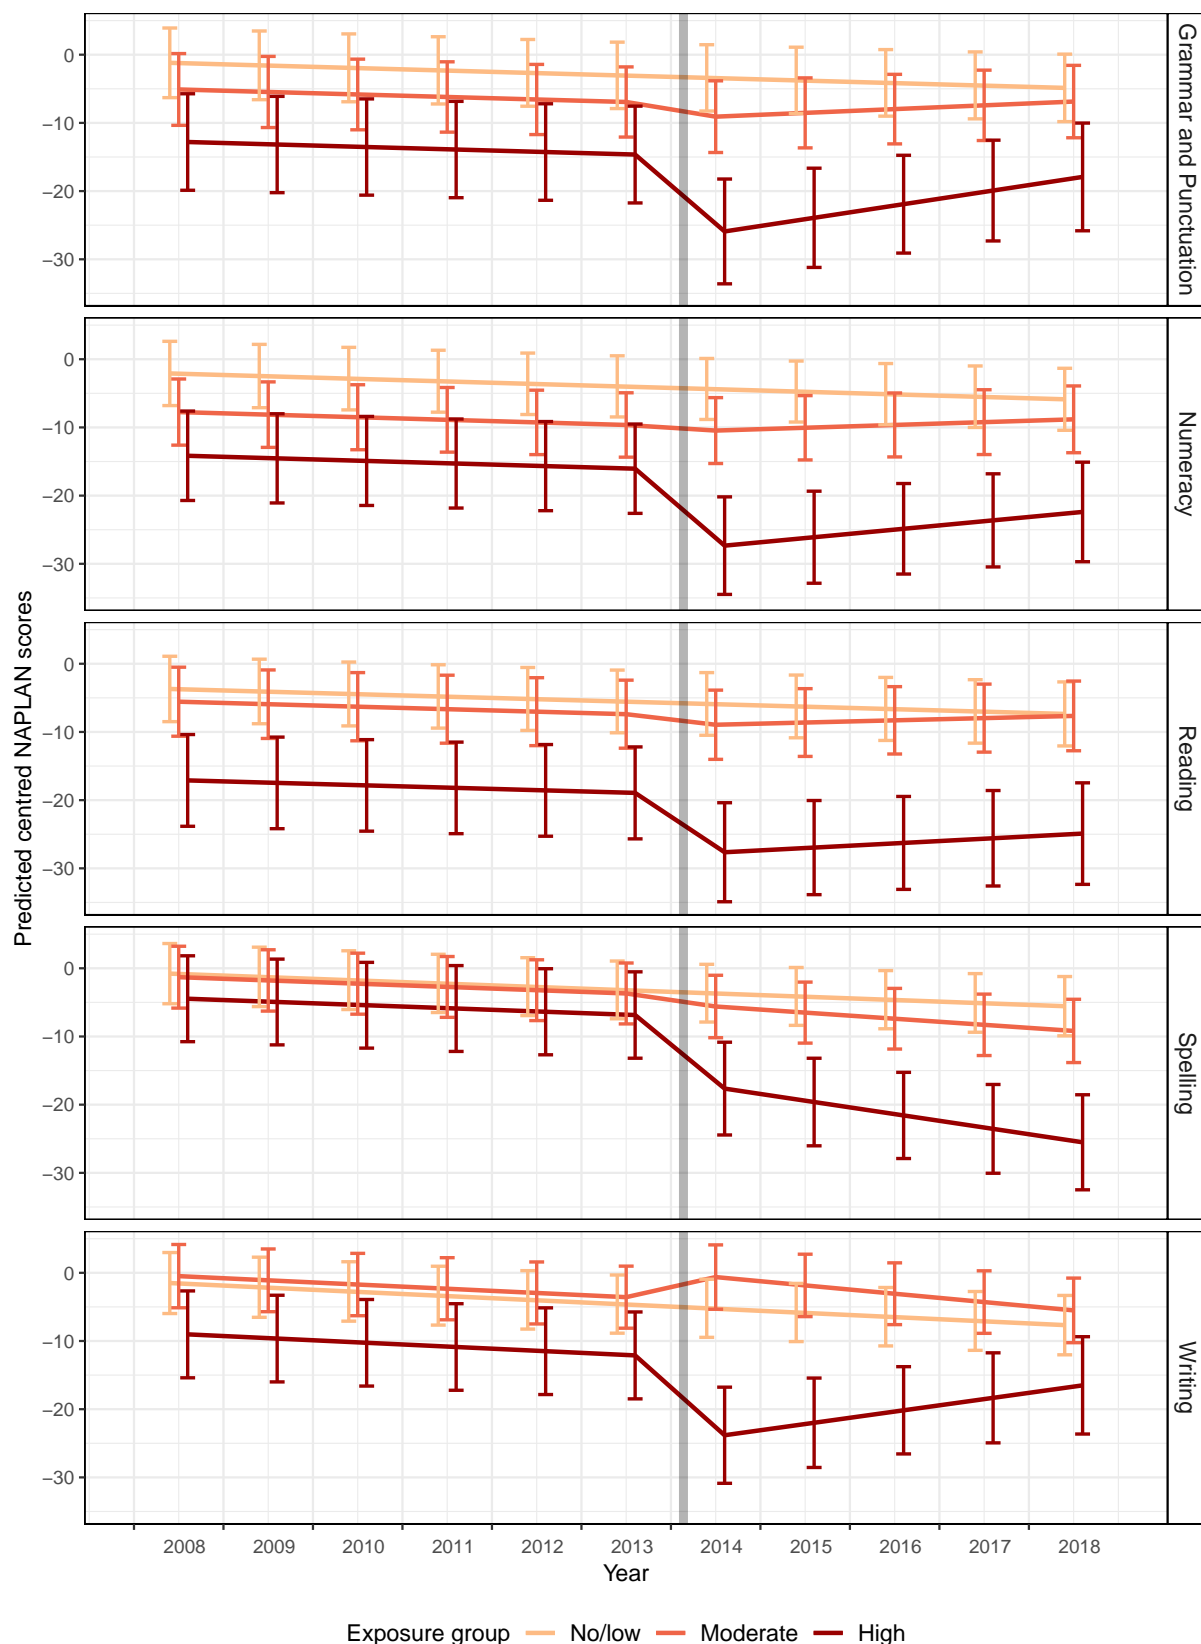 Predicted centred NAPLAN scores
0
−10
−20
−30
Grammar and Punctuation
0
−10
−20
−30
Numeracy
0
−10
−20
−30
Reading
0
−10
−20
−30
Spelling
0
−10
−20
−30
Writing
2008 2009 2010 2011 2012 2013 2014 2015 2016 2017 2018
Year
Exposure group No/low Moderate High